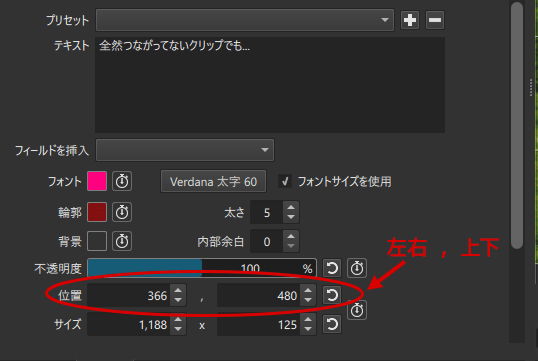 プリセット
テキスト 全然つながってないクリップでも...
フィールドを挿入
フォント Verdana 太字 60 √ フォントサイズを使用
輪郭 太さ 5
背景 内部余白 0
不透明度 100 %
左右 , 上下
位置 366 , 480
サイズ 1,188 x 125